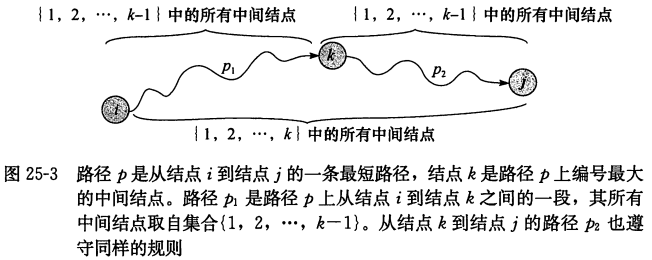 {1, 2, …, k-1} 中的所有中间结点
{1, 2, …, k-1} 中的所有中间结点
k
p₁
p₂
j
i
{1, 2, …, k} 中的所有中间结点
图 25-3 路径 p 是从结点 i 到结点 j 的一条最短路径，结点 k 是路径 p 上编号最大
的中间结点。路径 p₁ 是路径 p 上从结点 i 到结点 k 之间的一段，其所有
中间结点取自集合{1，2，…，k－1}。从结点 k 到结点 j 的路径 p₂ 也遵
守同样的规则